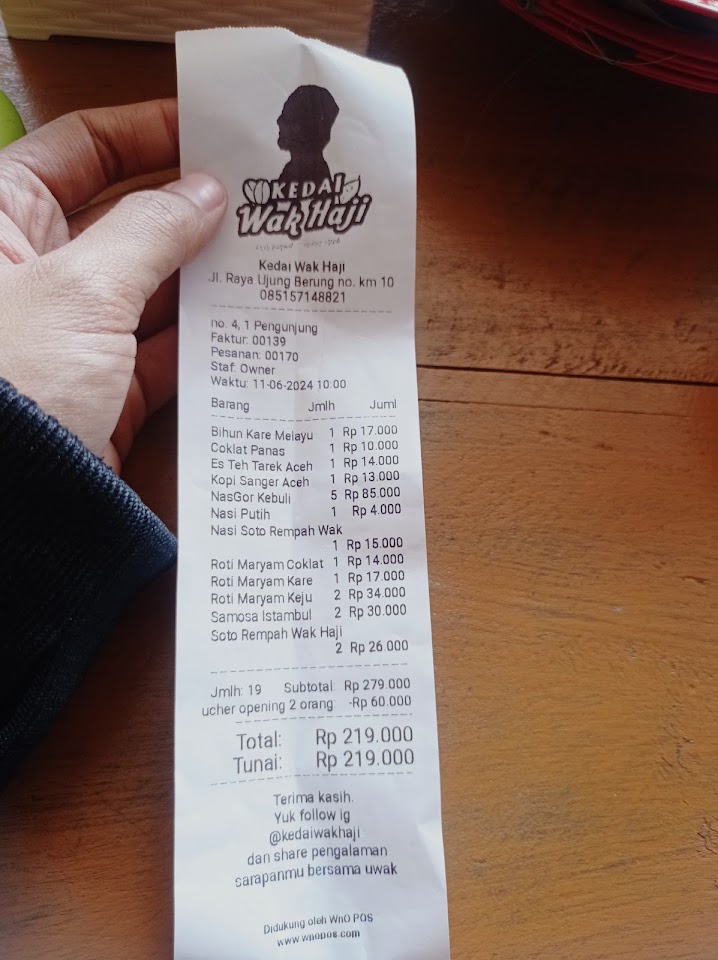 KEDAI
Wak Haji
Kedai Wak Haji
Jl. Raya Ujung Berung no. km 10
085157148821
no. 4, 1 Pengunjung
Faktur: 00139
Pesanan: 00170
Staf: Owner
Waktu: 11-06-2024 10:00
Barang Jmlh Juml
Bihun Kare Melayu 1 Rp 17.000
Coklat Panas 1 Rp 10.000
Es Teh Tarek Aceh 1 Rp 14.000
Kopi Sanger Aceh 1 Rp 13.000
NasGor Kebuli 5 Rp 85.000
Nasi Putih 1 Rp 4.000
Nasi Soto Rempah Wak
1 Rp 15.000
Roti Maryam Coklat 1 Rp 14.000
Roti Maryam Kare 1 Rp 17.000
Roti Maryam Keju 2 Rp 34.000
Samosa Istambul 2 Rp 30.000
Soto Rempah Wak Haji
2 Rp 26.000
Jmlh: 19 Subtotal: Rp 279.000
ucher opening 2 orang: -Rp 60.000
Total: Rp 219.000
Tunai: Rp 219.000
Terima kasih.
Yuk follow ig
@kedaiwakhaji
dan share pengalaman
sarapanmu bersama uwak
Didukung oleh WnO POS
www.wnopos.com